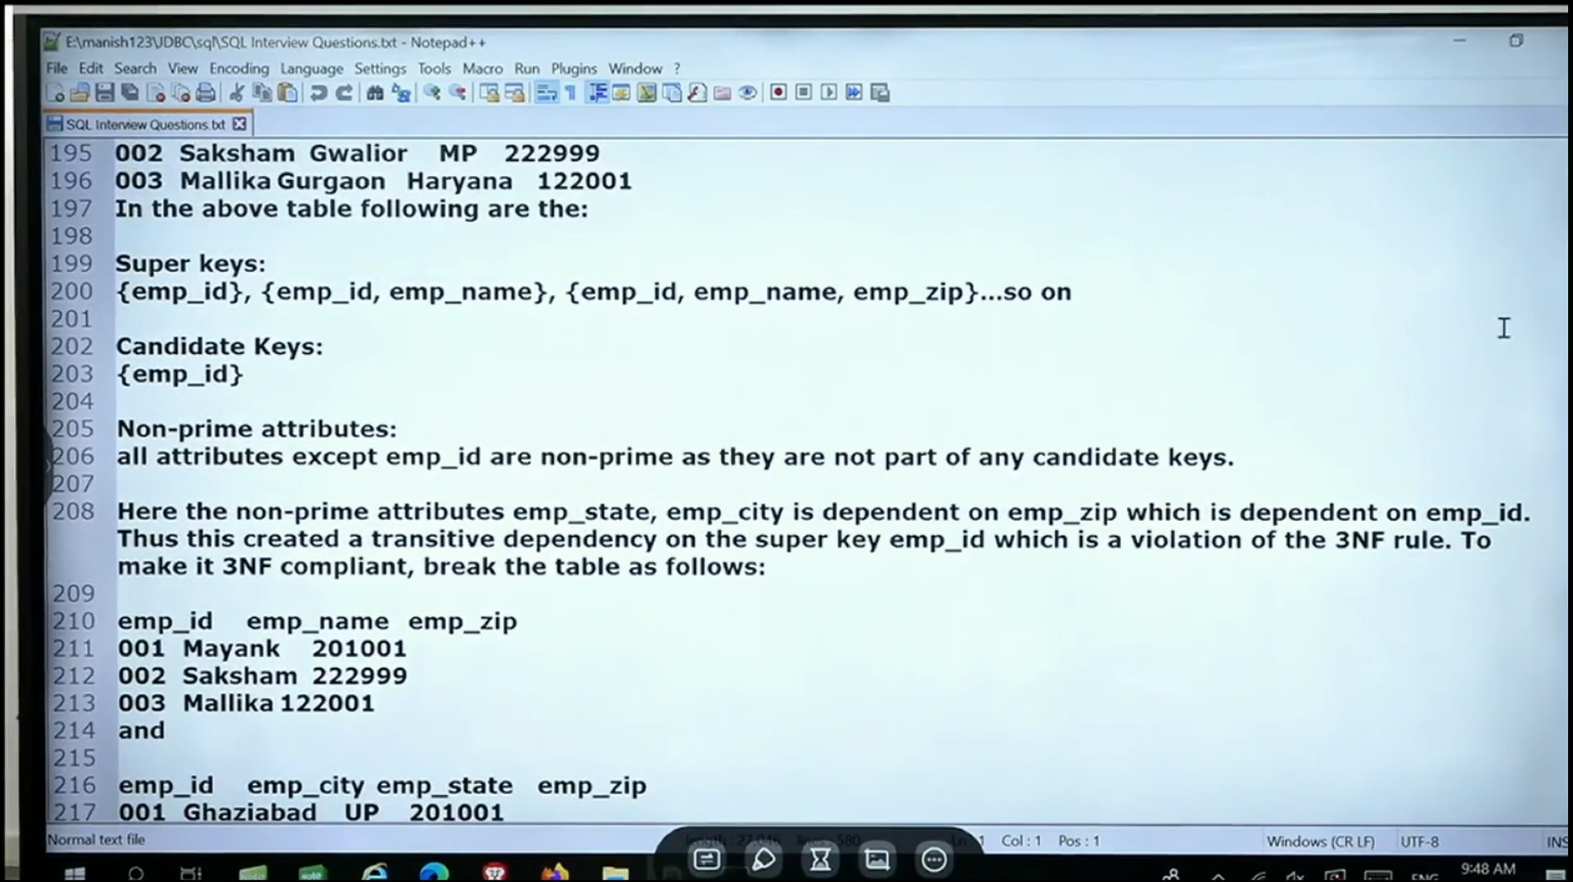 E:\manish123\JDBC\sql\SQL Interview Questions.txt - Notepad++
File Edit Search View Encoding Language Settings Tools Macro Run Plugins Window ?
SQL Interview Questions.txt
195 002 Saksham Gwalior MP 222999
196 003 Mallika Gurgaon Haryana 122001
197 In the above table following are the:
198
199 Super keys:
200 {emp_id}, {emp_id, emp_name}, {emp_id, emp_name, emp_zip}...so on
201
202 Candidate Keys:
203 {emp_id}
204
205 Non-prime attributes:
206 all attributes except emp_id are non-prime as they are not part of any candidate keys.
207
208 Here the non-prime attributes emp_state, emp_city is dependent on emp_zip which is dependent on emp_id.
Thus this created a transitive dependency on the super key emp_id which is a violation of the 3NF rule. To
make it 3NF compliant, break the table as follows:
209
210 emp_id emp_name emp_zip
211 001 Mayank 201001
212 002 Saksham 222999
213 003 Mallika 122001
214 and
215
216 emp_id emp_city emp_state emp_zip
217 001 Ghaziabad UP 201001
Normal text file Col : 1 Pos : 1 Windows (CR LF) UTF-8 INS
ENG 9:48 AM